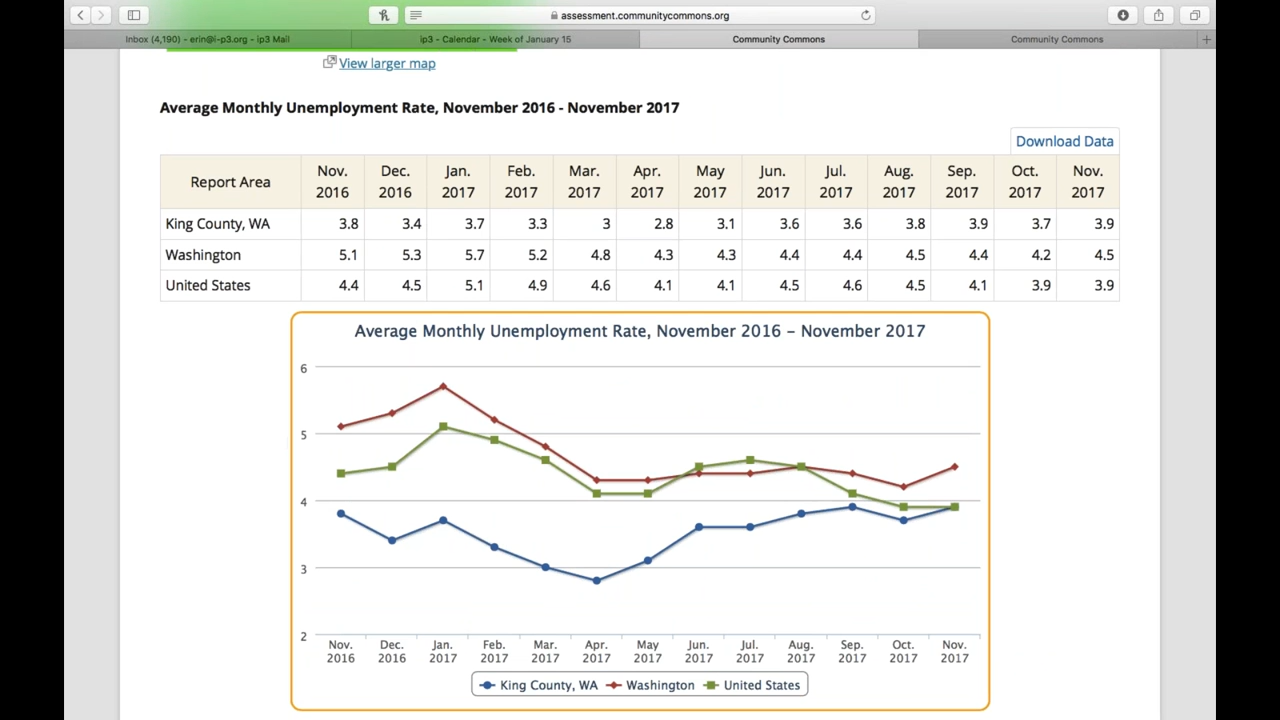 assessment.communitycommons.org
Inbox (4,190) - erin@i-p3.org - ip3 Mail
ip3 - Calendar - Week of January 15
Community Commons
Community Commons
View larger map
Average Monthly Unemployment Rate, November 2016 - November 2017
Download Data
Report Area Nov. 2016 Dec. 2016 Jan. 2017 Feb. 2017 Mar. 2017 Apr. 2017 May 2017 Jun. 2017 Jul. 2017 Aug. 2017 Sep. 2017 Oct. 2017 Nov. 2017
King County, WA 3.8 3.4 3.7 3.3 3 2.8 3.1 3.6 3.6 3.8 3.9 3.7 3.9
Washington 5.1 5.3 5.7 5.2 4.8 4.3 4.3 4.4 4.4 4.5 4.4 4.2 4.5
United States 4.4 4.5 5.1 4.9 4.6 4.1 4.1 4.5 4.6 4.5 4.1 3.9 3.9
Average Monthly Unemployment Rate, November 2016 – November 2017
6
5
4
3
2
Nov. Dec. Jan. Feb. Mar. Apr. May Jun. Jul. Aug. Sep. Oct. Nov.
2016 2016 2017 2017 2017 2017 2017 2017 2017 2017 2017 2017 2017
King County, WA Washington United States